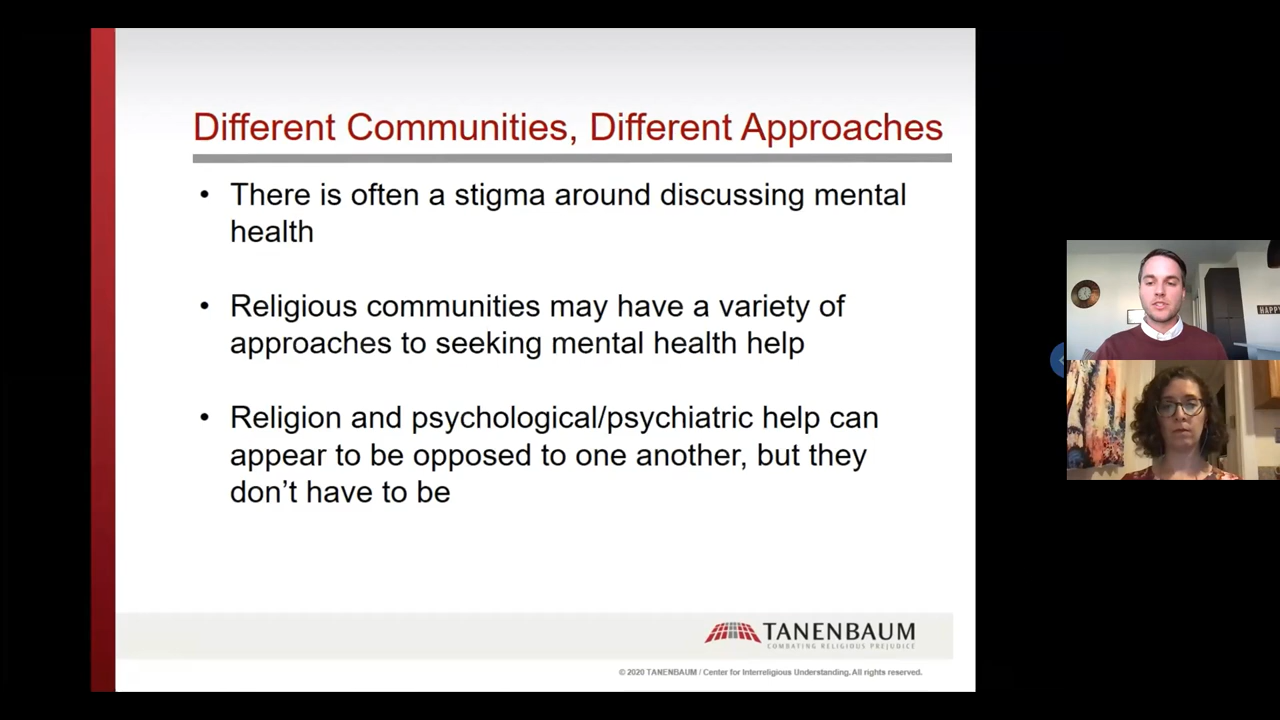 Different Communities, Different Approaches
• There is often a stigma around discussing mental
health
• Religious communities may have a variety of
approaches to seeking mental health help
• Religion and psychological/psychiatric help can
appear to be opposed to one another, but they
don’t have to be
TANENBAUM
COMBATING RELIGIOUS PREJUDICE
© 2020 TANENBAUM / Center for Interreligious Understanding. All rights reserved.
HAPPY